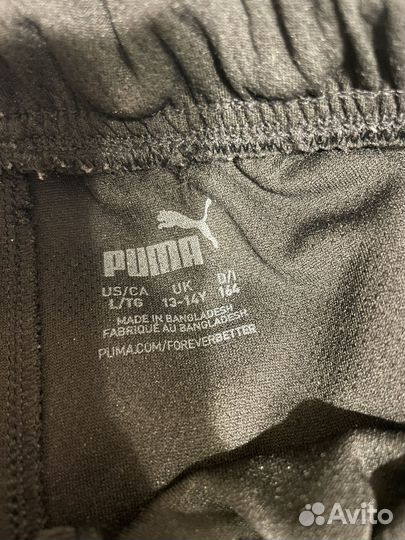 PUMA
US/CA UK D/I
L/TG 13-14Y 164
MADE IN BANGLADESH
FABRIQUÉ AU BANGLADESH
PUMA.COM/FOREVERBETTER
Avito